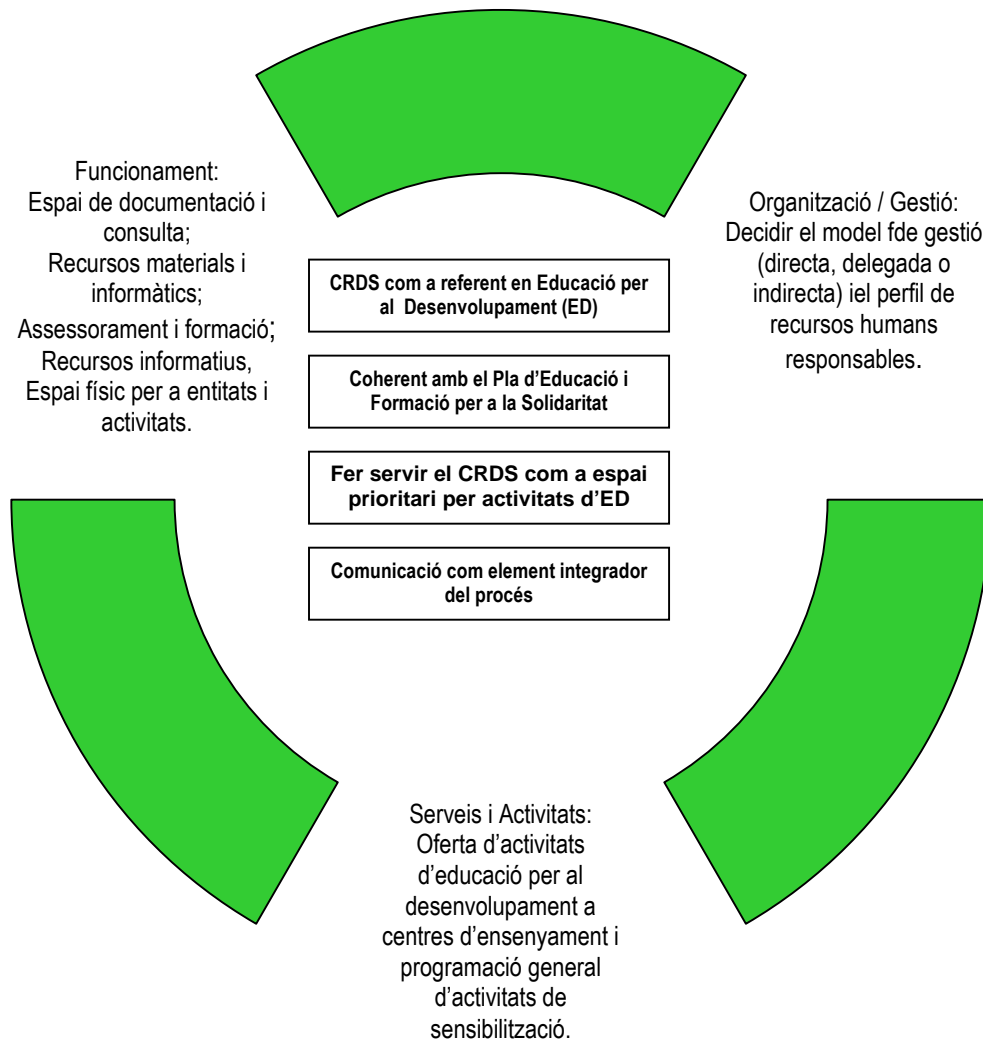 Funcionament:
Espai de documentació i
consulta;
Recursos materials i
informàtics;
Assessorament i formació;
Recursos informatius,
Espai físic per a entitats i
activitats.
Organització / Gestió:
Decidir el model fde gestió
(directa, delegada o
indirecta) iel perfil de
recursos humans
responsables.
CRDS com a referent en Educació per
al Desenvolupament (ED)
Coherent amb el Pla d'Educació i
Formació per a la Solidaritat
Fer servir el CRDS com a espai
prioritari per activitats d'ED
Comunicació com element integrador
del procés
Serveis i Activitats:
Oferta d'activitats
d'educació per al
desenvolupament a
centres d'ensenyament i
programació general
d'activitats de
sensibilització.